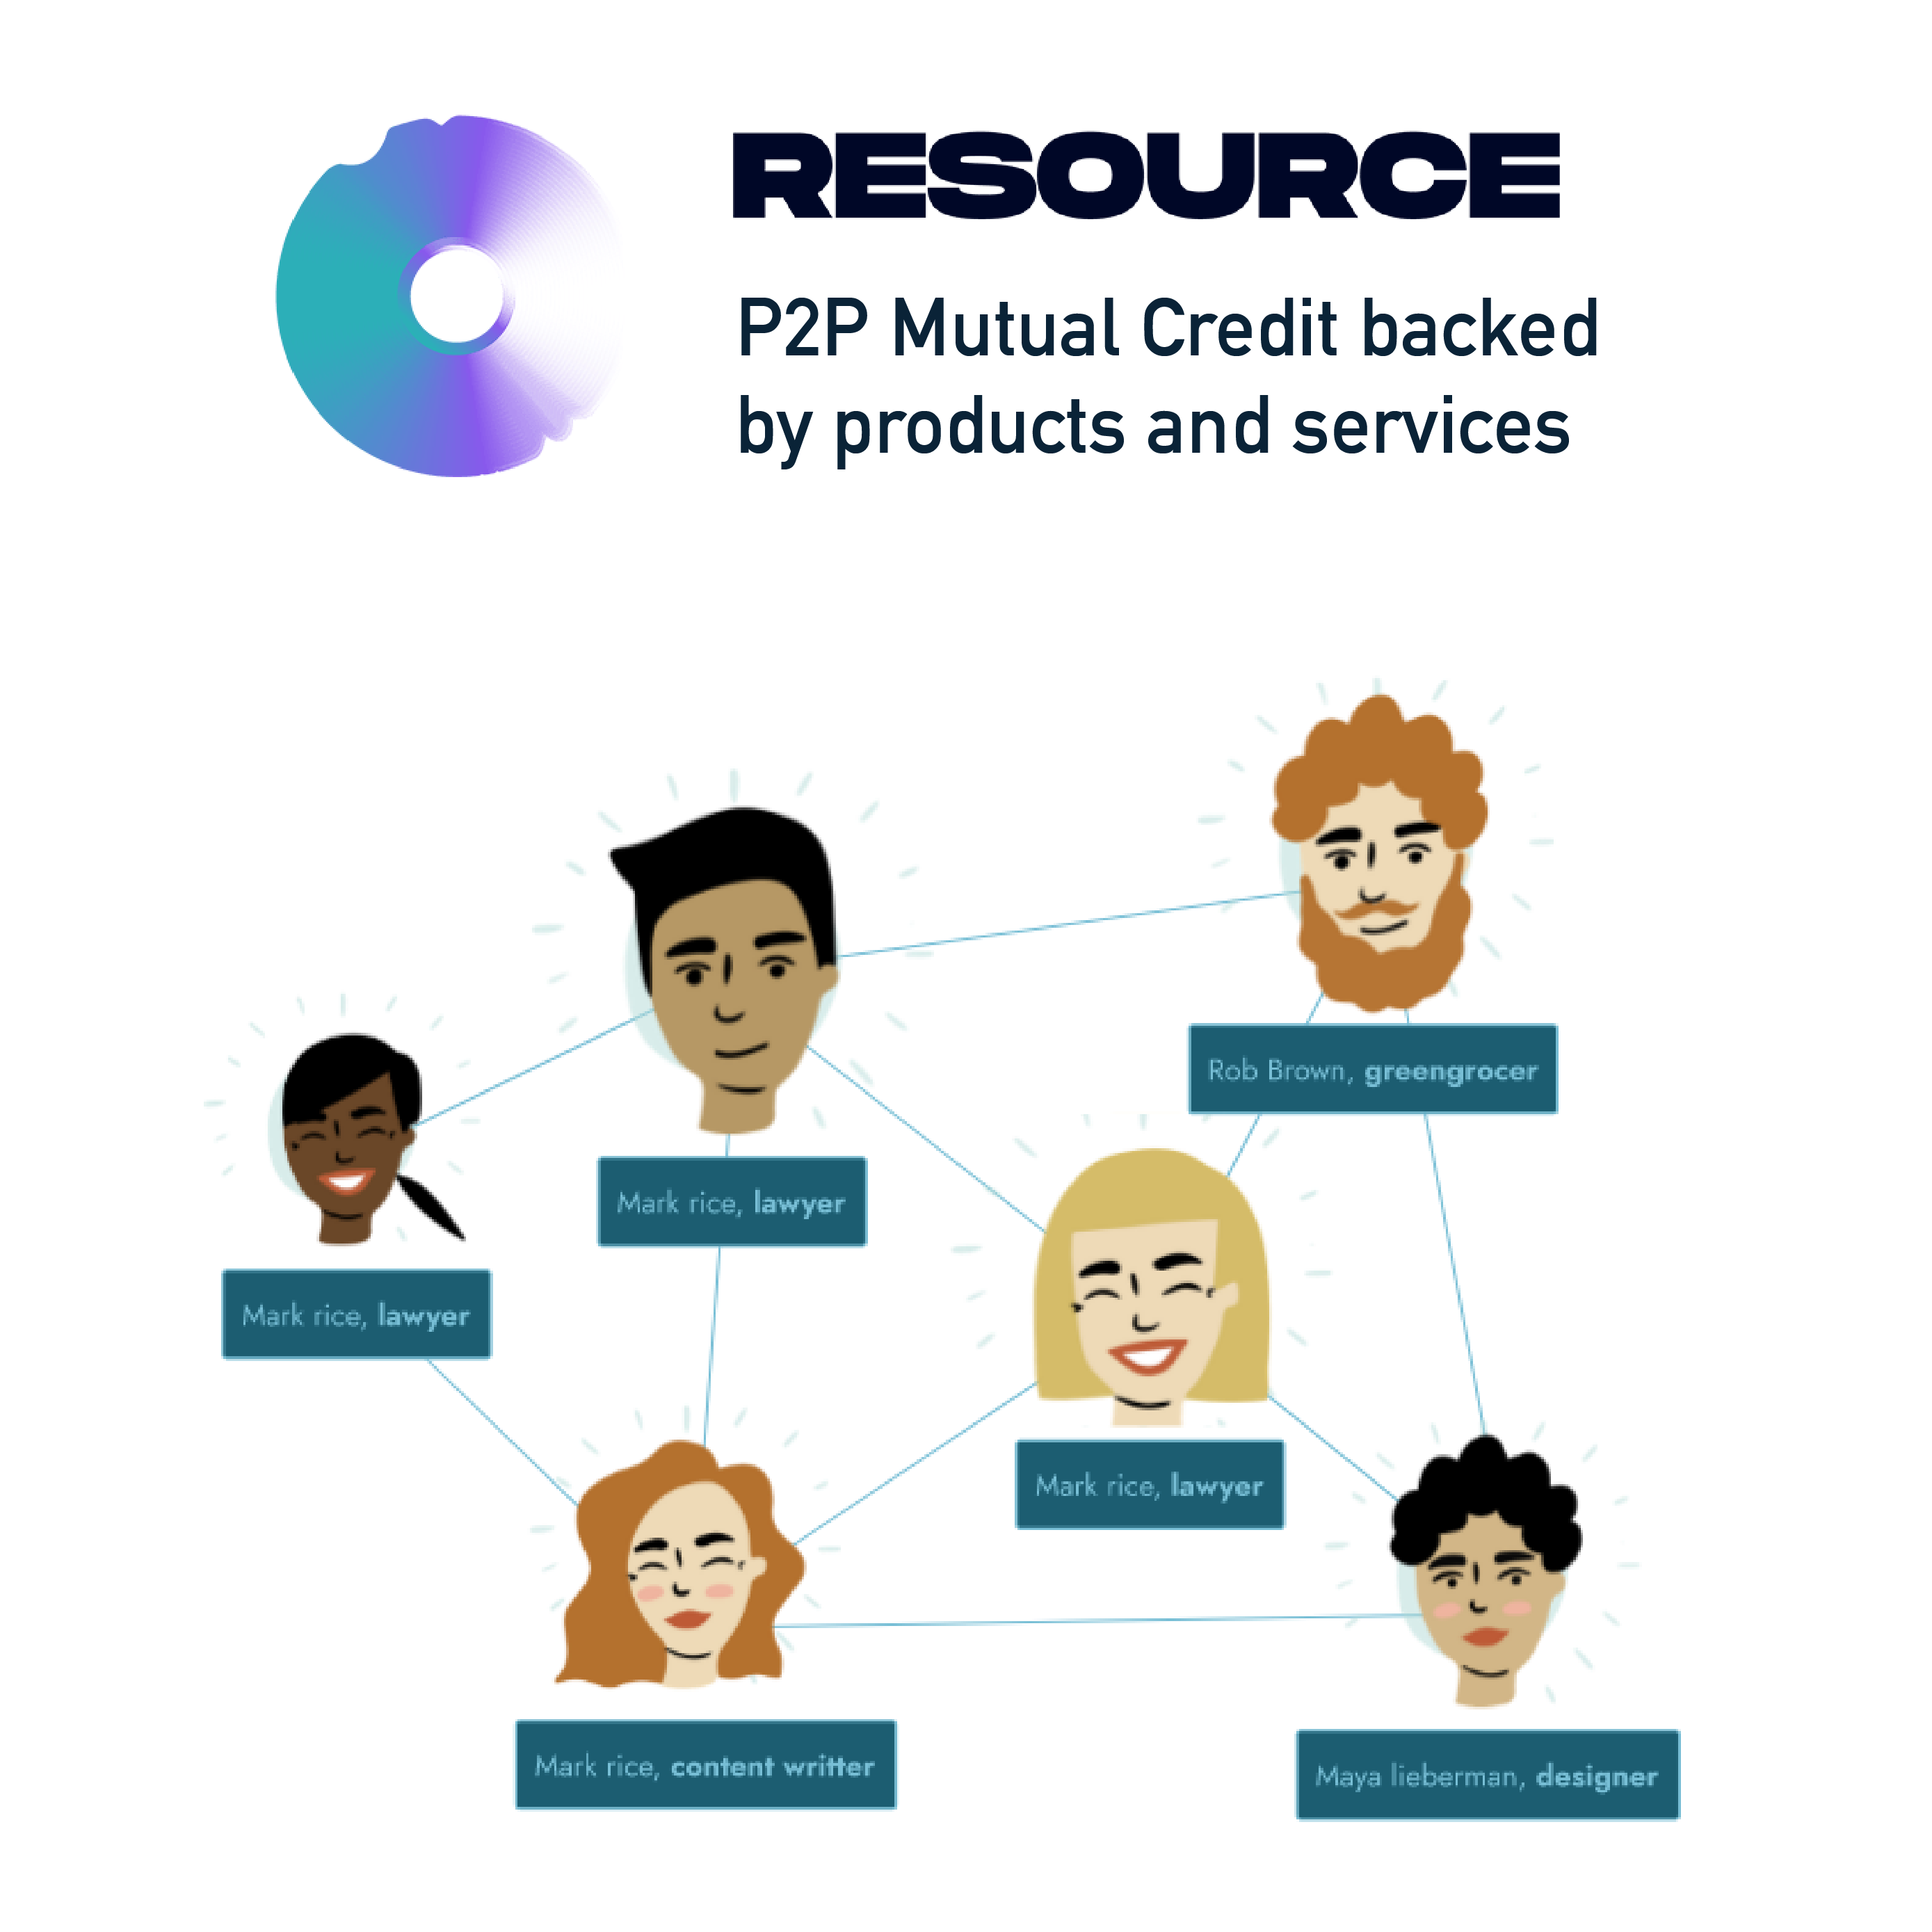 RESOURCE
P2P Mutual Credit backed
by products and services
Rob Brown, greengrocer
Mark rice, lawyer
Mark rice, lawyer
Mark rice, lawyer
Mark rice, content writter
Maya lieberman, designer